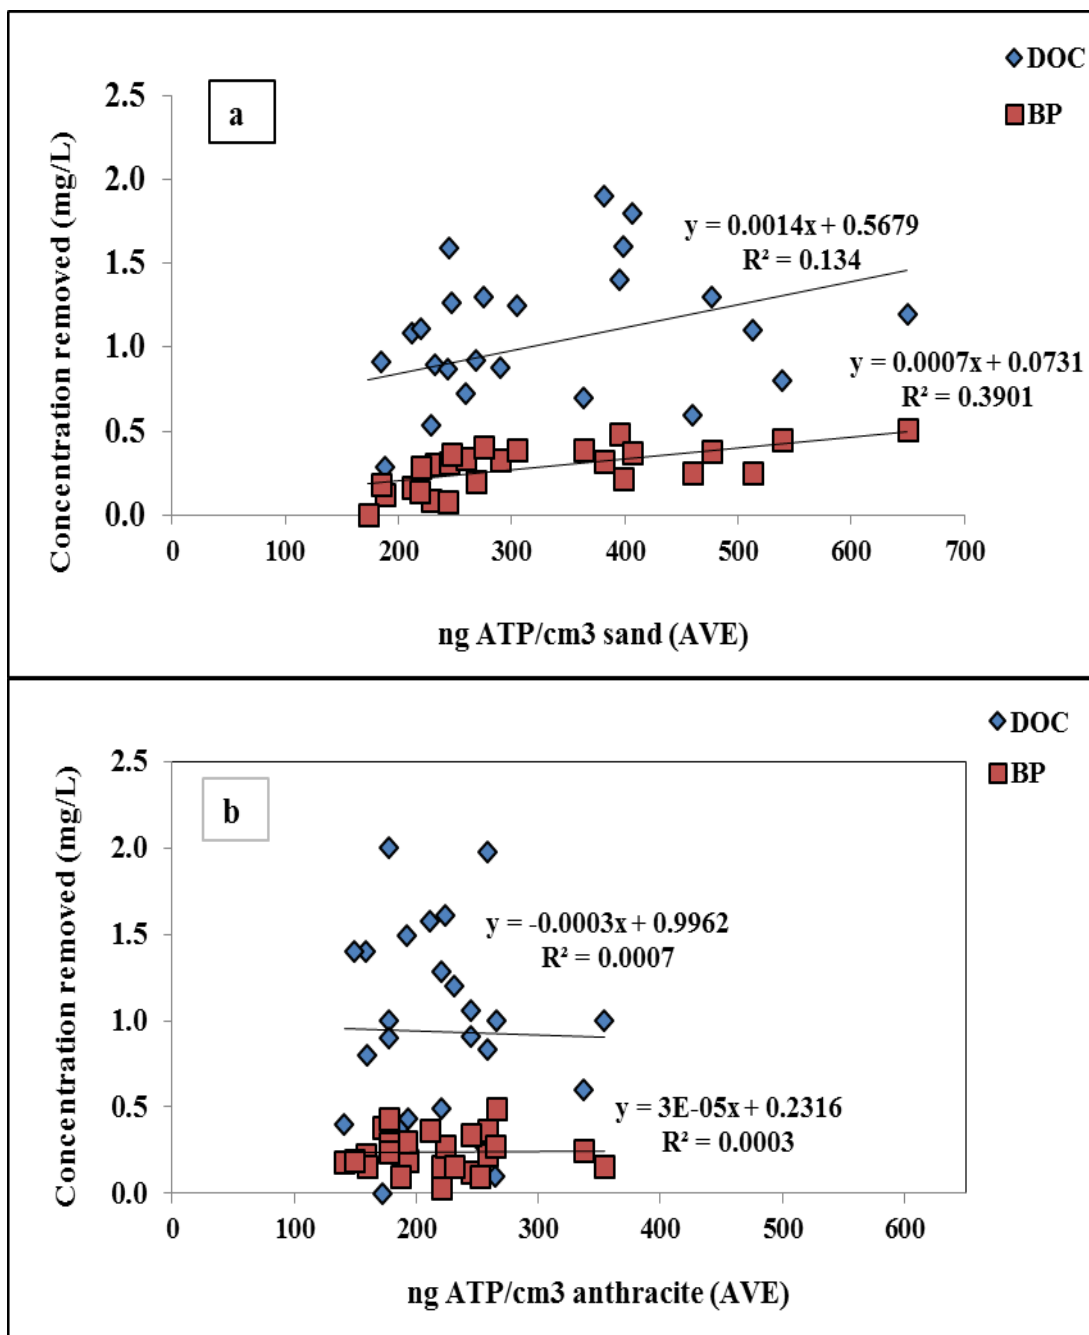 DOC
BP
a
2.5
2.0
1.5
1.0
0.5
0.0
Concentration removed (mg/L)
y = 0.0014x + 0.5679
R² = 0.134
y = 0.0007x + 0.0731
R² = 0.3901
0 100 200 300 400 500 600 700
ng ATP/cm3 sand (AVE)
DOC
BP
b
2.5
2.0
1.5
1.0
0.5
0.0
Concentration removed (mg/L)
y = -0.0003x + 0.9962
R² = 0.0007
y = 3E-05x + 0.2316
R² = 0.0003
0 100 200 300 400 500 600
ng ATP/cm3 anthracite (AVE)